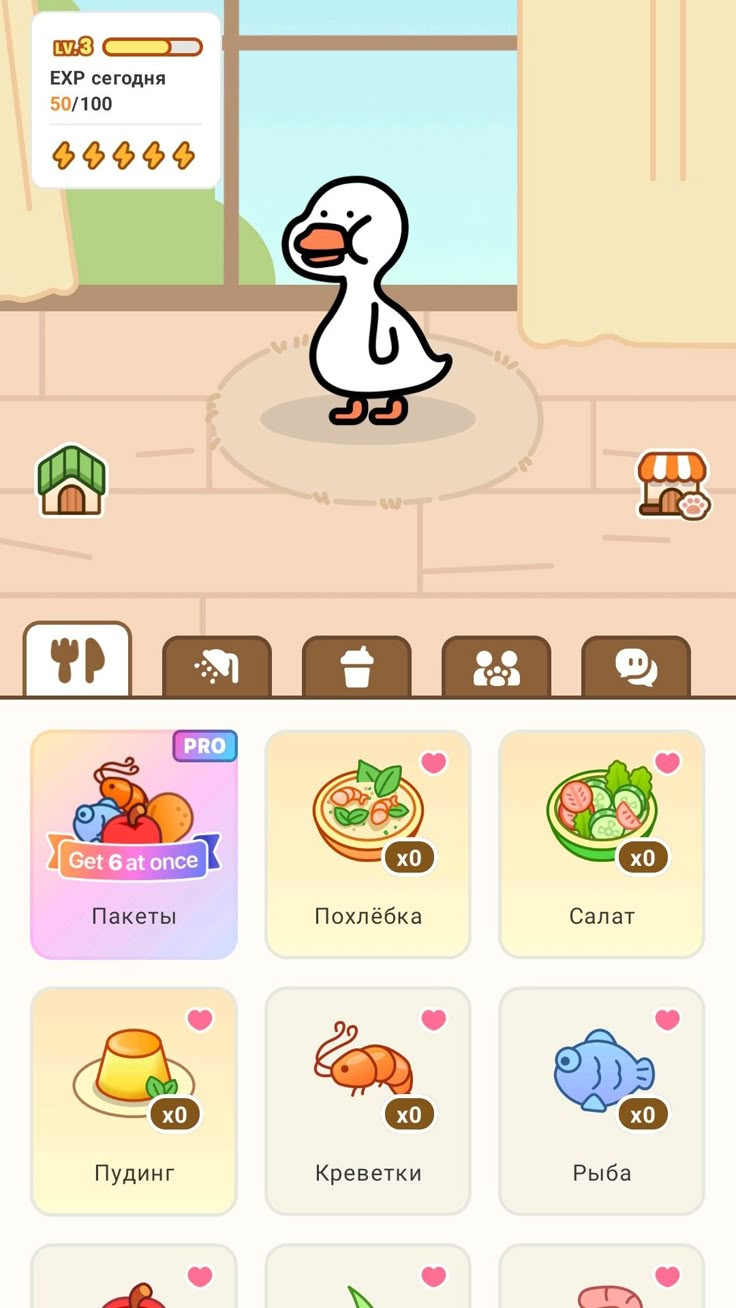 LV.3
EXP сегодня
50/100
PRO
Get 6 at once
Пакеты
x0
Похлёбка
x0
Салат
x0
Пудинг
x0
Креветки
x0
Рыба